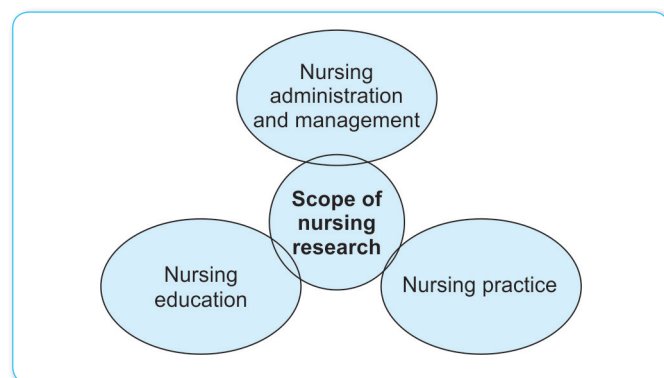 Nursing
administration
and management
Scope of
nursing
research
Nursing
education
Nursing practice